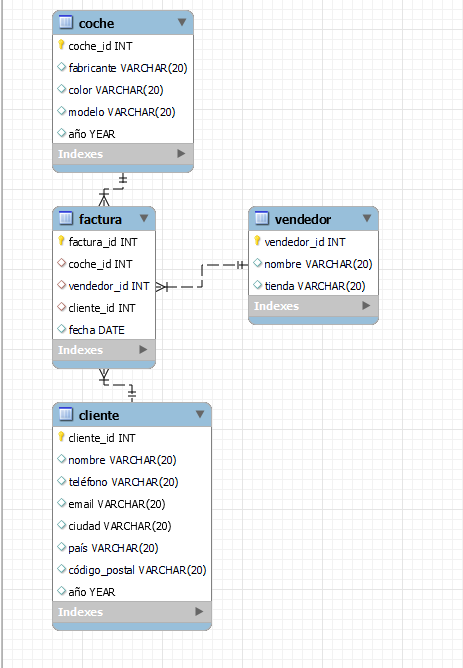 coche
coche_id INT
fabricante VARCHAR(20)
color VARCHAR(20)
modelo VARCHAR(20)
año YEAR
Indexes
factura
factura_id INT
coche_id INT
vendedor_id INT
cliente_id INT
fecha DATE
Indexes
vendedor
vendedor_id INT
nombre VARCHAR(20)
tienda VARCHAR(20)
Indexes
cliente
cliente_id INT
nombre VARCHAR(20)
teléfono VARCHAR(20)
email VARCHAR(20)
ciudad VARCHAR(20)
país VARCHAR(20)
código_postal VARCHAR(20)
año YEAR
Indexes